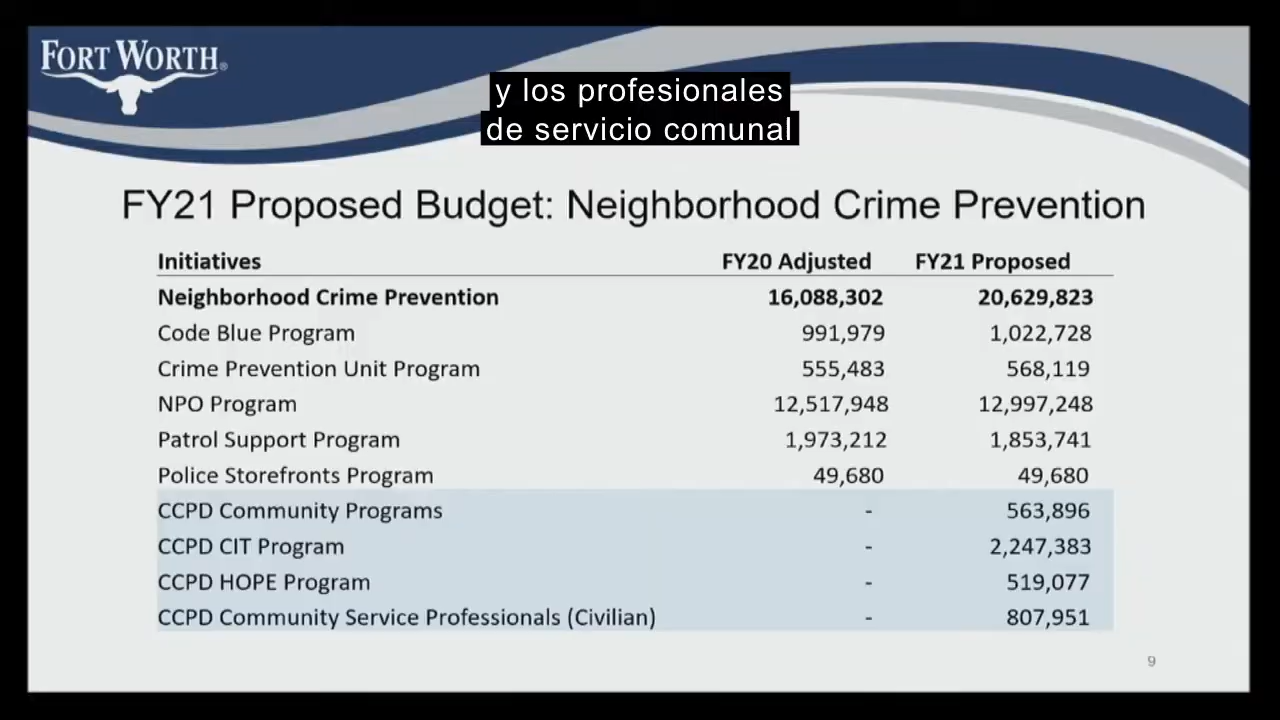 FORT WORTH®
y los profesionales
de servicio comunal
FY21 Proposed Budget: Neighborhood Crime Prevention
Initiatives FY20 Adjusted FY21 Proposed
Neighborhood Crime Prevention 16,088,302 20,629,823
Code Blue Program 991,979 1,022,728
Crime Prevention Unit Program 555,483 568,119
NPO Program 12,517,948 12,997,248
Patrol Support Program 1,973,212 1,853,741
Police Storefronts Program 49,680 49,680
CCPD Community Programs - 563,896
CCPD CIT Program - 2,247,383
CCPD HOPE Program - 519,077
CCPD Community Service Professionals (Civilian) - 807,951
9